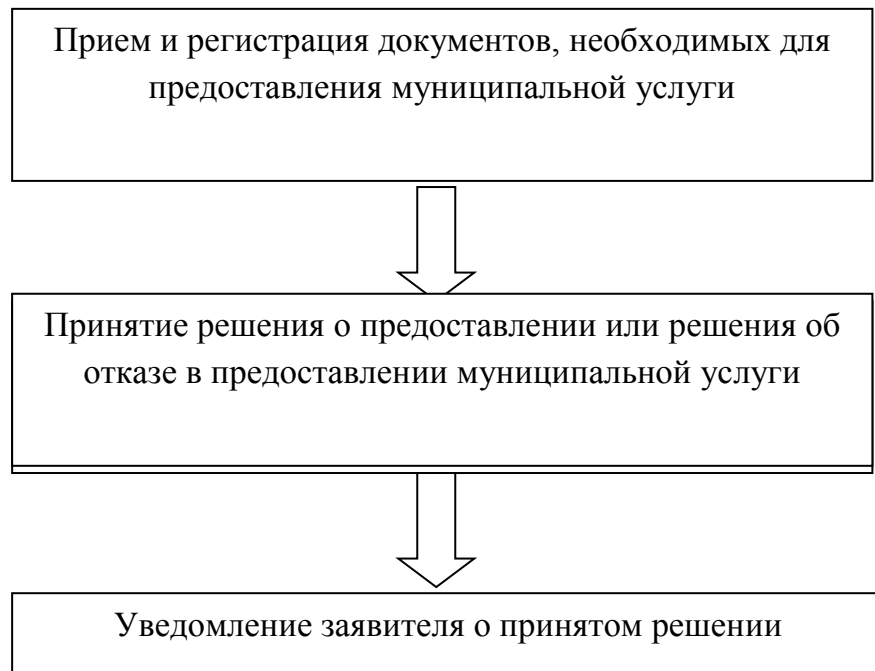 Прием и регистрация документов, необходимых для
предоставления муниципальной услуги
Принятие решения о предоставлении или решения об
отказе в предоставлении муниципальной услуги
Уведомление заявителя о принятом решении